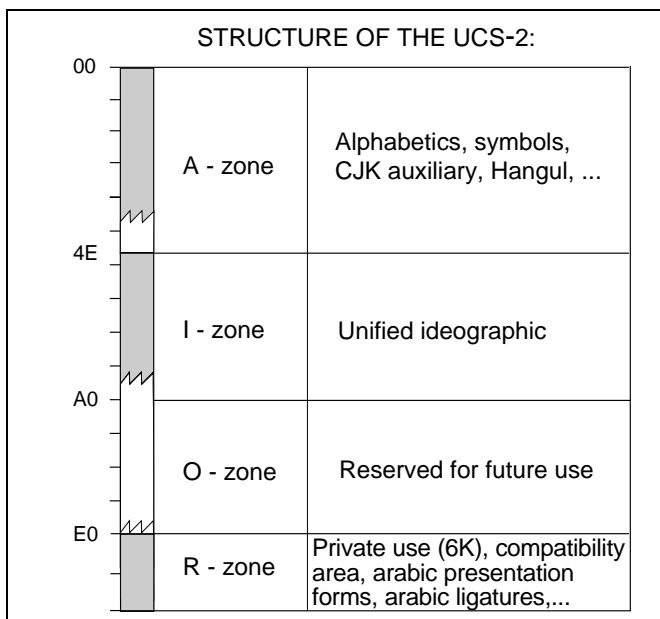 STRUCTURE OF THE UCS-2:
00
A - zone
Alphabetics, symbols,
CJK auxiliary, Hangul, ...
4E
I - zone
Unified ideographic
A0
O - zone
Reserved for future use
E0
R - zone
Private use (6K), compatibility
area, arabic presentation
forms, arabic ligatures,...